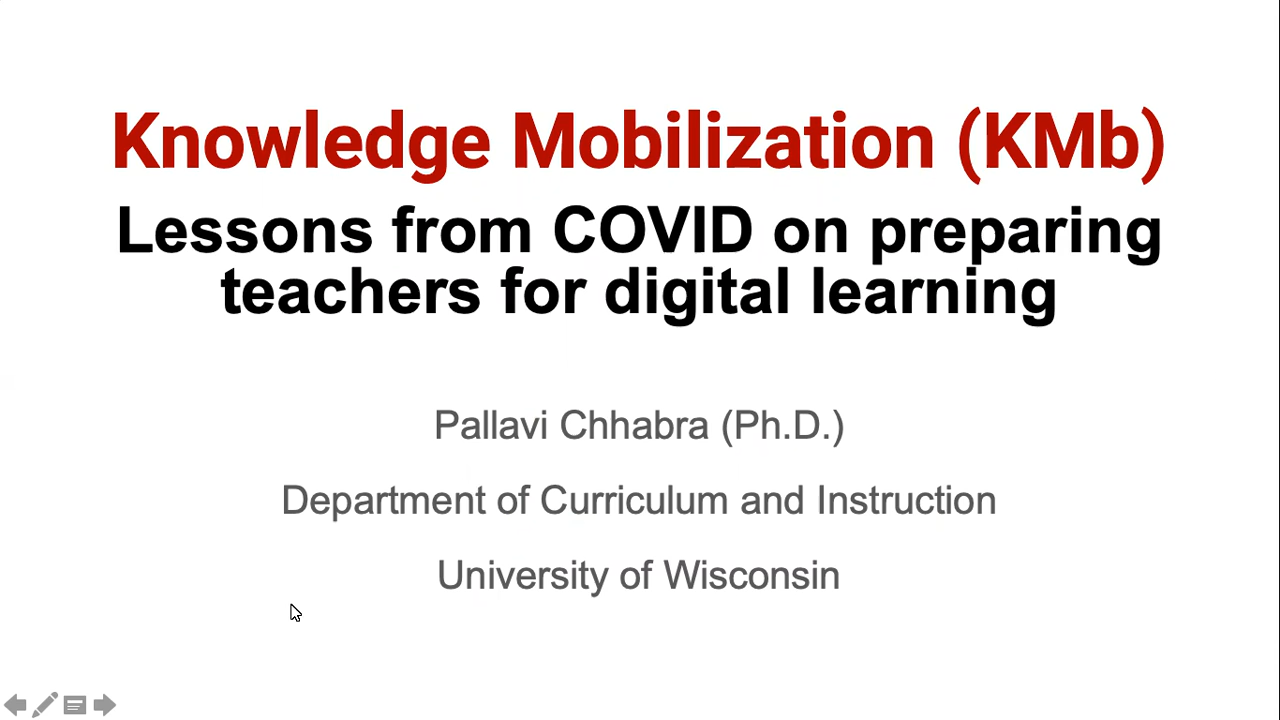 Knowledge Mobilization (KMb)
Lessons from COVID on preparing
teachers for digital learning
Pallavi Chhabra (Ph.D.)
Department of Curriculum and Instruction
University of Wisconsin